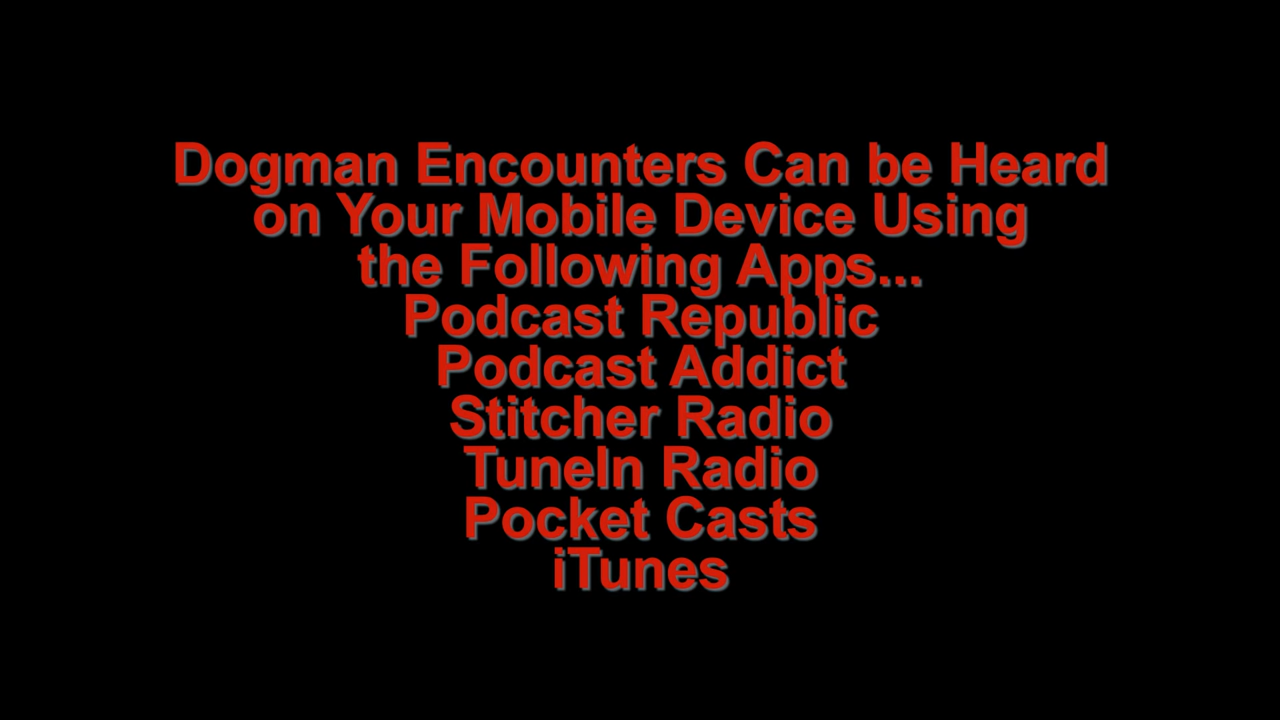 Dogman Encounters Can be Heard
on Your Mobile Device Using
the Following Apps...
Podcast Republic
Podcast Addict
Stitcher Radio
TuneIn Radio
Pocket Casts
iTunes